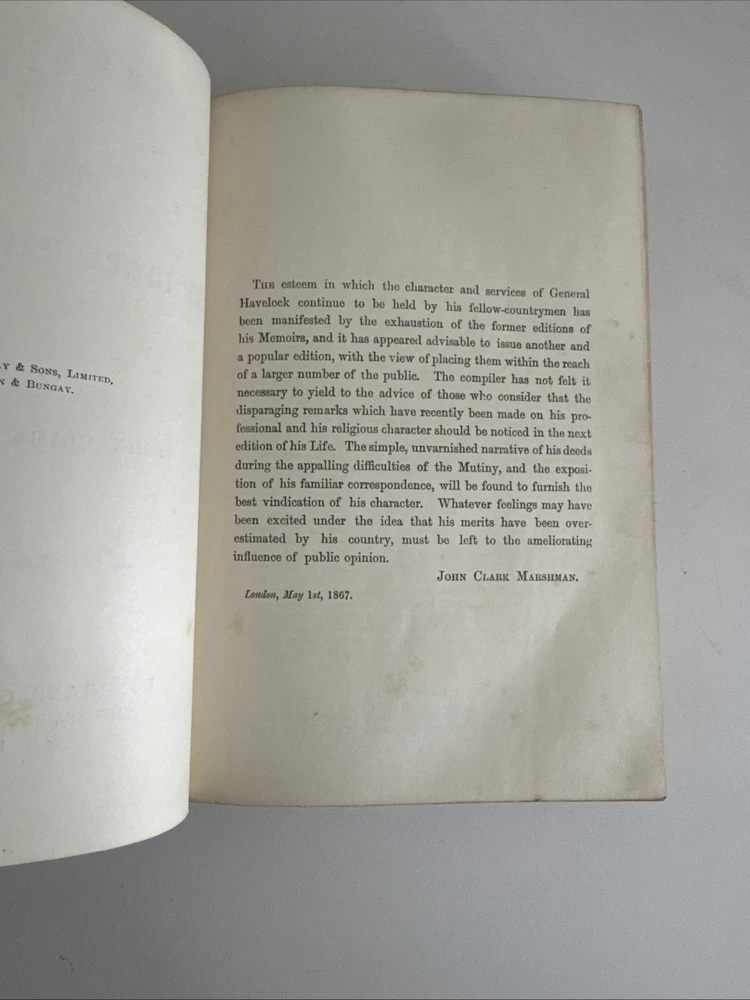 & SONS, LIMITED,
& BUNGAY.
THE esteem in which the character and services of General
Havelock continue to be held by his fellow-countrymen has
been manifested by the exhaustion of the former editions of
his Memoirs, and it has appeared advisable to issue another and
a popular edition, with the view of placing them within the reach
of a larger number of the public. The compiler has not felt it
necessary to yield to the advice of those who consider that the
disparaging remarks which have recently been made on his pro-
fessional and his religious character should be noticed in the next
edition of his Life. The simple, unvarnished narrative of his deeds
during the appalling difficulties of the Mutiny, and the exposi-
tion of his familiar correspondence, will be found to furnish the
best vindication of his character. Whatever feelings may have
been excited under the idea that his merits have been over-
estimated by his country, must be left to the ameliorating
influence of public opinion.
JOHN CLARK MARSHMAN.
London, May 1st, 1867.